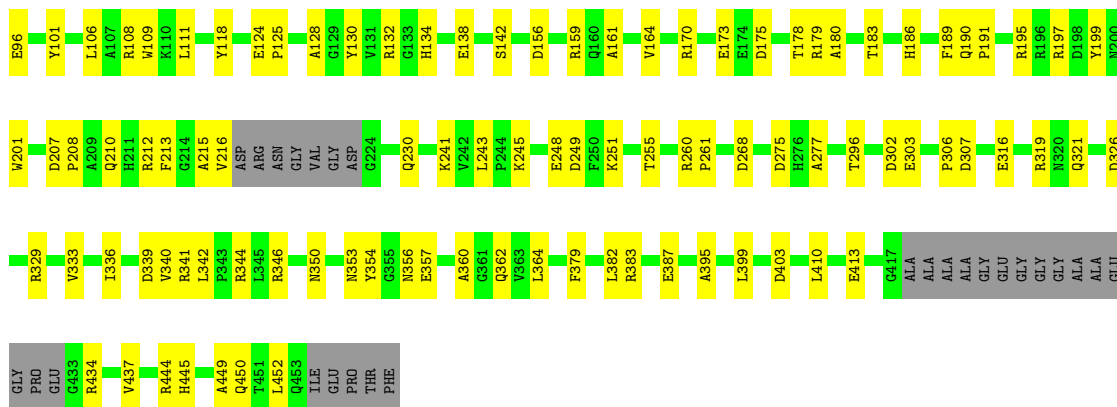 E96 Y101 L106 A107 R108 W109 K110 L111 Y118 E124 P125 A128 G129 Y130 V131 R132 G133 H134 E138 S142 D156 R159 Q160 A161 V164 R170 E173 E174 D175 T178 R179 A180 T183 H186 F189 Q190 P191 R195 R196 R197 D198 Y199 N200
W201 D207 P208 A209 Q210 H211 R212 F213 G214 A215 V216 ASP ARG ASN GLY VAL GLY ASP G224 Q230 K241 V242 L243 P244 K245 E248 D249 F250 K251 T255 R260 P261 D268 D275 H276 A277 T296 D302 E303 P306 D307 E316 R319 N320 Q321 D326
R329 V333 I336 D339 V340 R341 L342 P343 R344 L345 R346 N350 N353 Y354 G355 N356 E357 A360 G361 Q362 V363 L364 F379 L382 R383 E387 A395 L399 D403 L410 E413 G417 ALA ALA ALA ALA GLY GLU GLY GLY GLY ALA ALA GLU
GLY PRO GLU G433 R434 V437 R444 H445 A449 Q450 T451 L452 Q453 ILE GLU PRO THR PHE